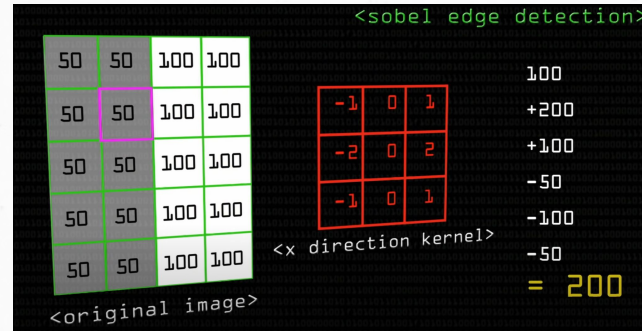 <sobel edge detection>
50 50 100 100
50 50 100 100
50 50 100 100
50 50 100 100
50 50 100 100
<original image>
-1 0 1
-2 0 2
-1 0 1
<x direction kernel>
100
+200
+100
-50
-100
-50
= 200